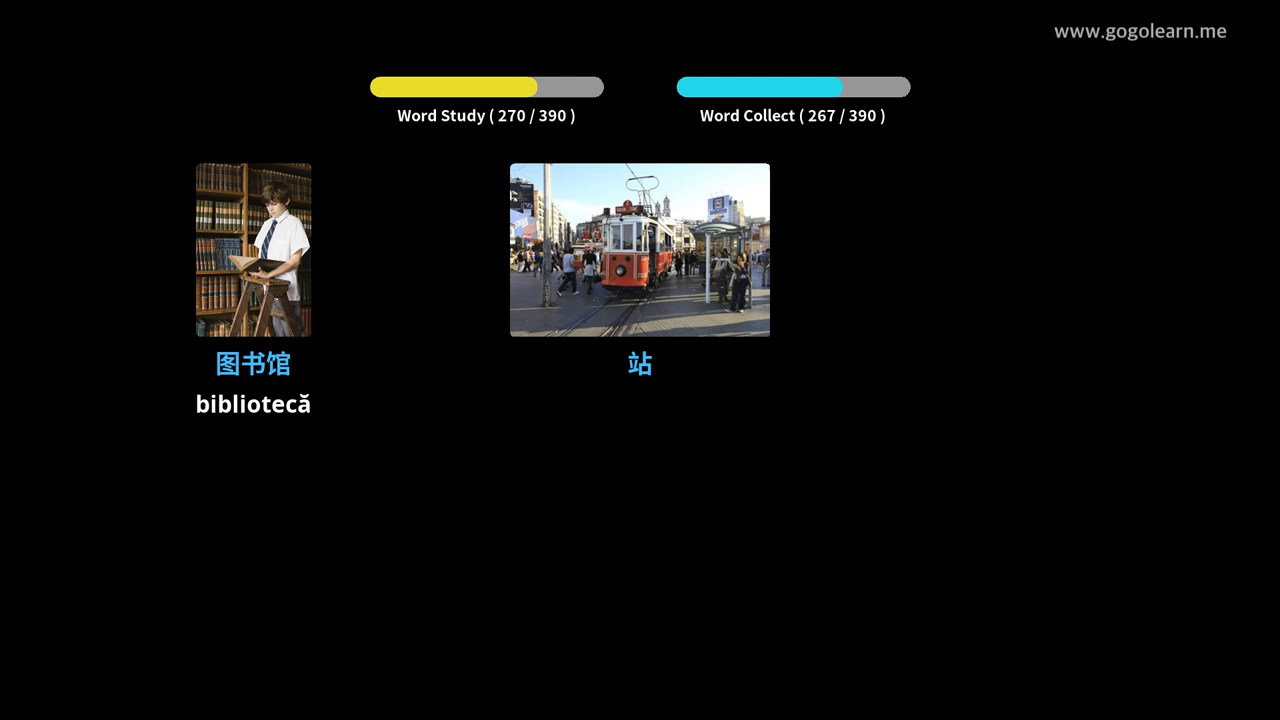 www.gogolearn.me
Word Study ( 270 / 390 )
Word Collect ( 267 / 390 )
图书馆
站
bibliotecă